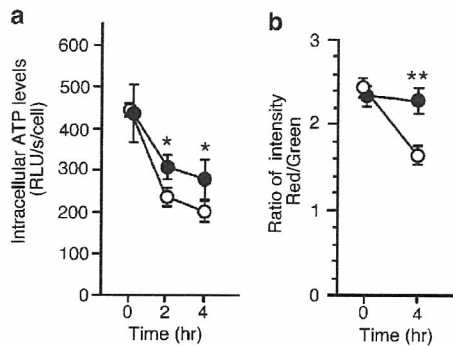 a
Intracellular ATP levels
(RLU/s/cell)
600
500
400
300
200
100
0
*
*
0 2 4
Time (hr)
b
Ratio of intensity
Red/Green
3
2
1
0
**
0 4
Time (hr)